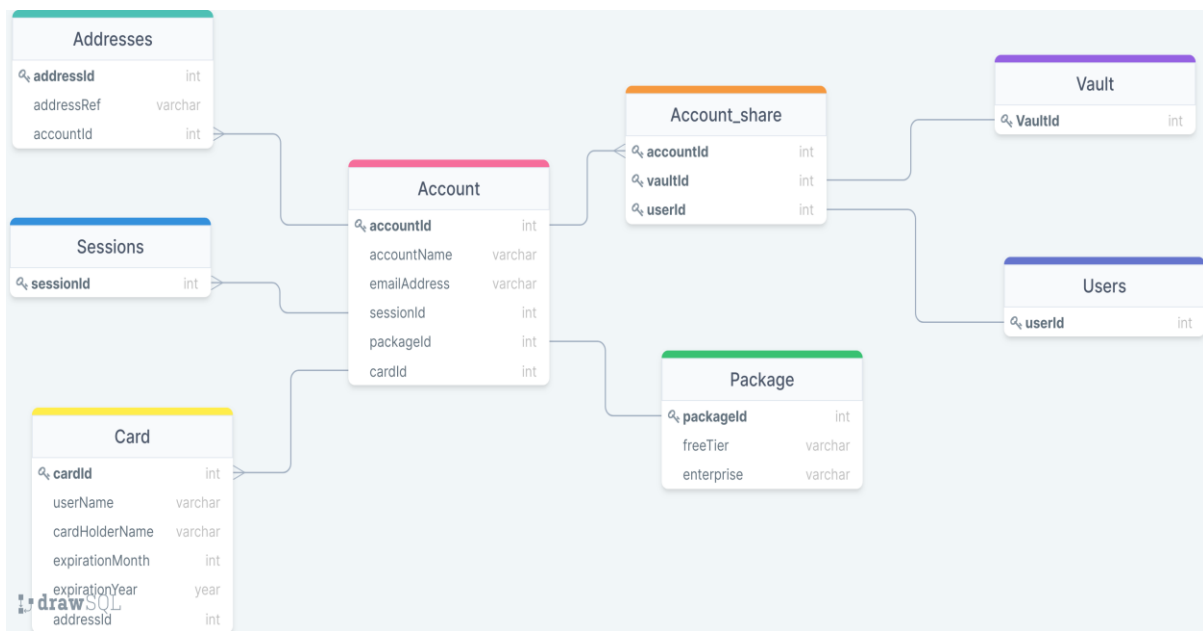 Addresses
addressId int
addressRef varchar
accountId int
Sessions
sessionId int
Card
cardId int
userName varchar
cardHolderName varchar
expirationMonth int
expirationYear year
addressId int
drawSQL
Account
accountId int
accountName varchar
emailAddress varchar
sessionId int
packageId int
cardId int
Account_share
accountId int
vaultId int
userId int
Package
packageId int
freeTier varchar
enterprise varchar
Vault
VaultId int
Users
userId int